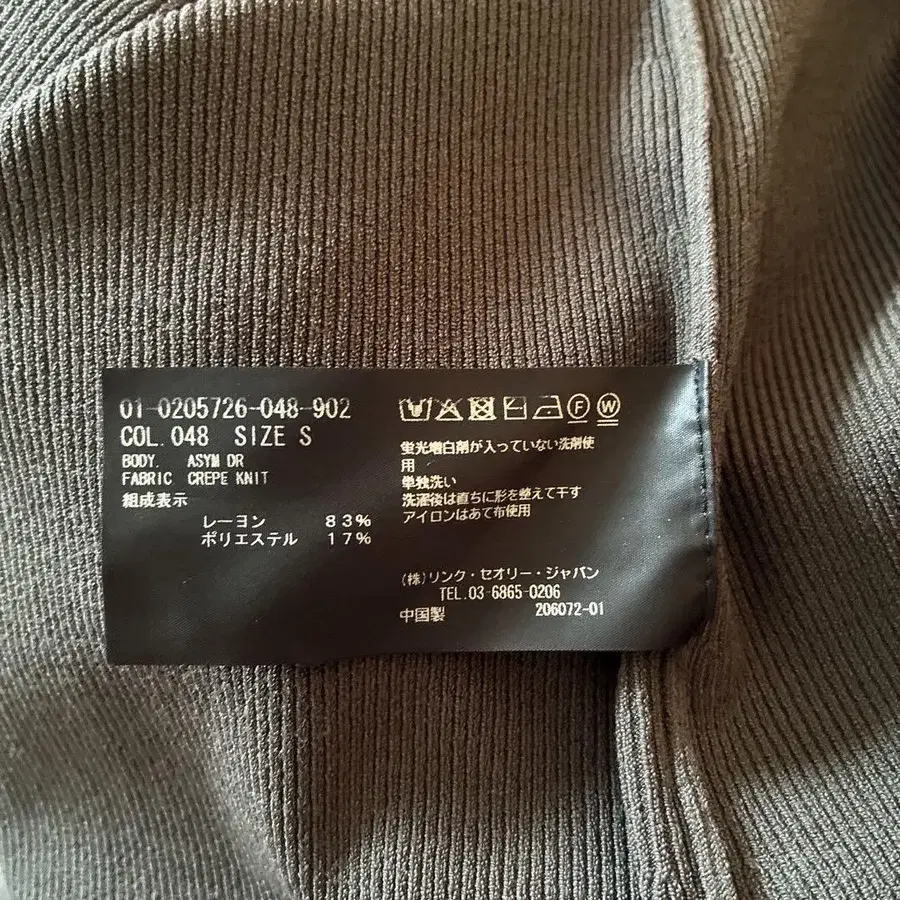 01-0205726-048-902
COL. 048 SIZE S
BODY. ASYM DR
FABRIC CREPE KNIT
組成表示
レーヨン 83%
ポリエステル 17%
F W
蛍光増白剤が入っていない洗剤使
用
単独洗い
洗濯後は直ちに形を整えて干す
アイロンはあて布使用
(株)リンク・セオリー・ジャパン
TEL.03-6865-0206
中国製 206072-01